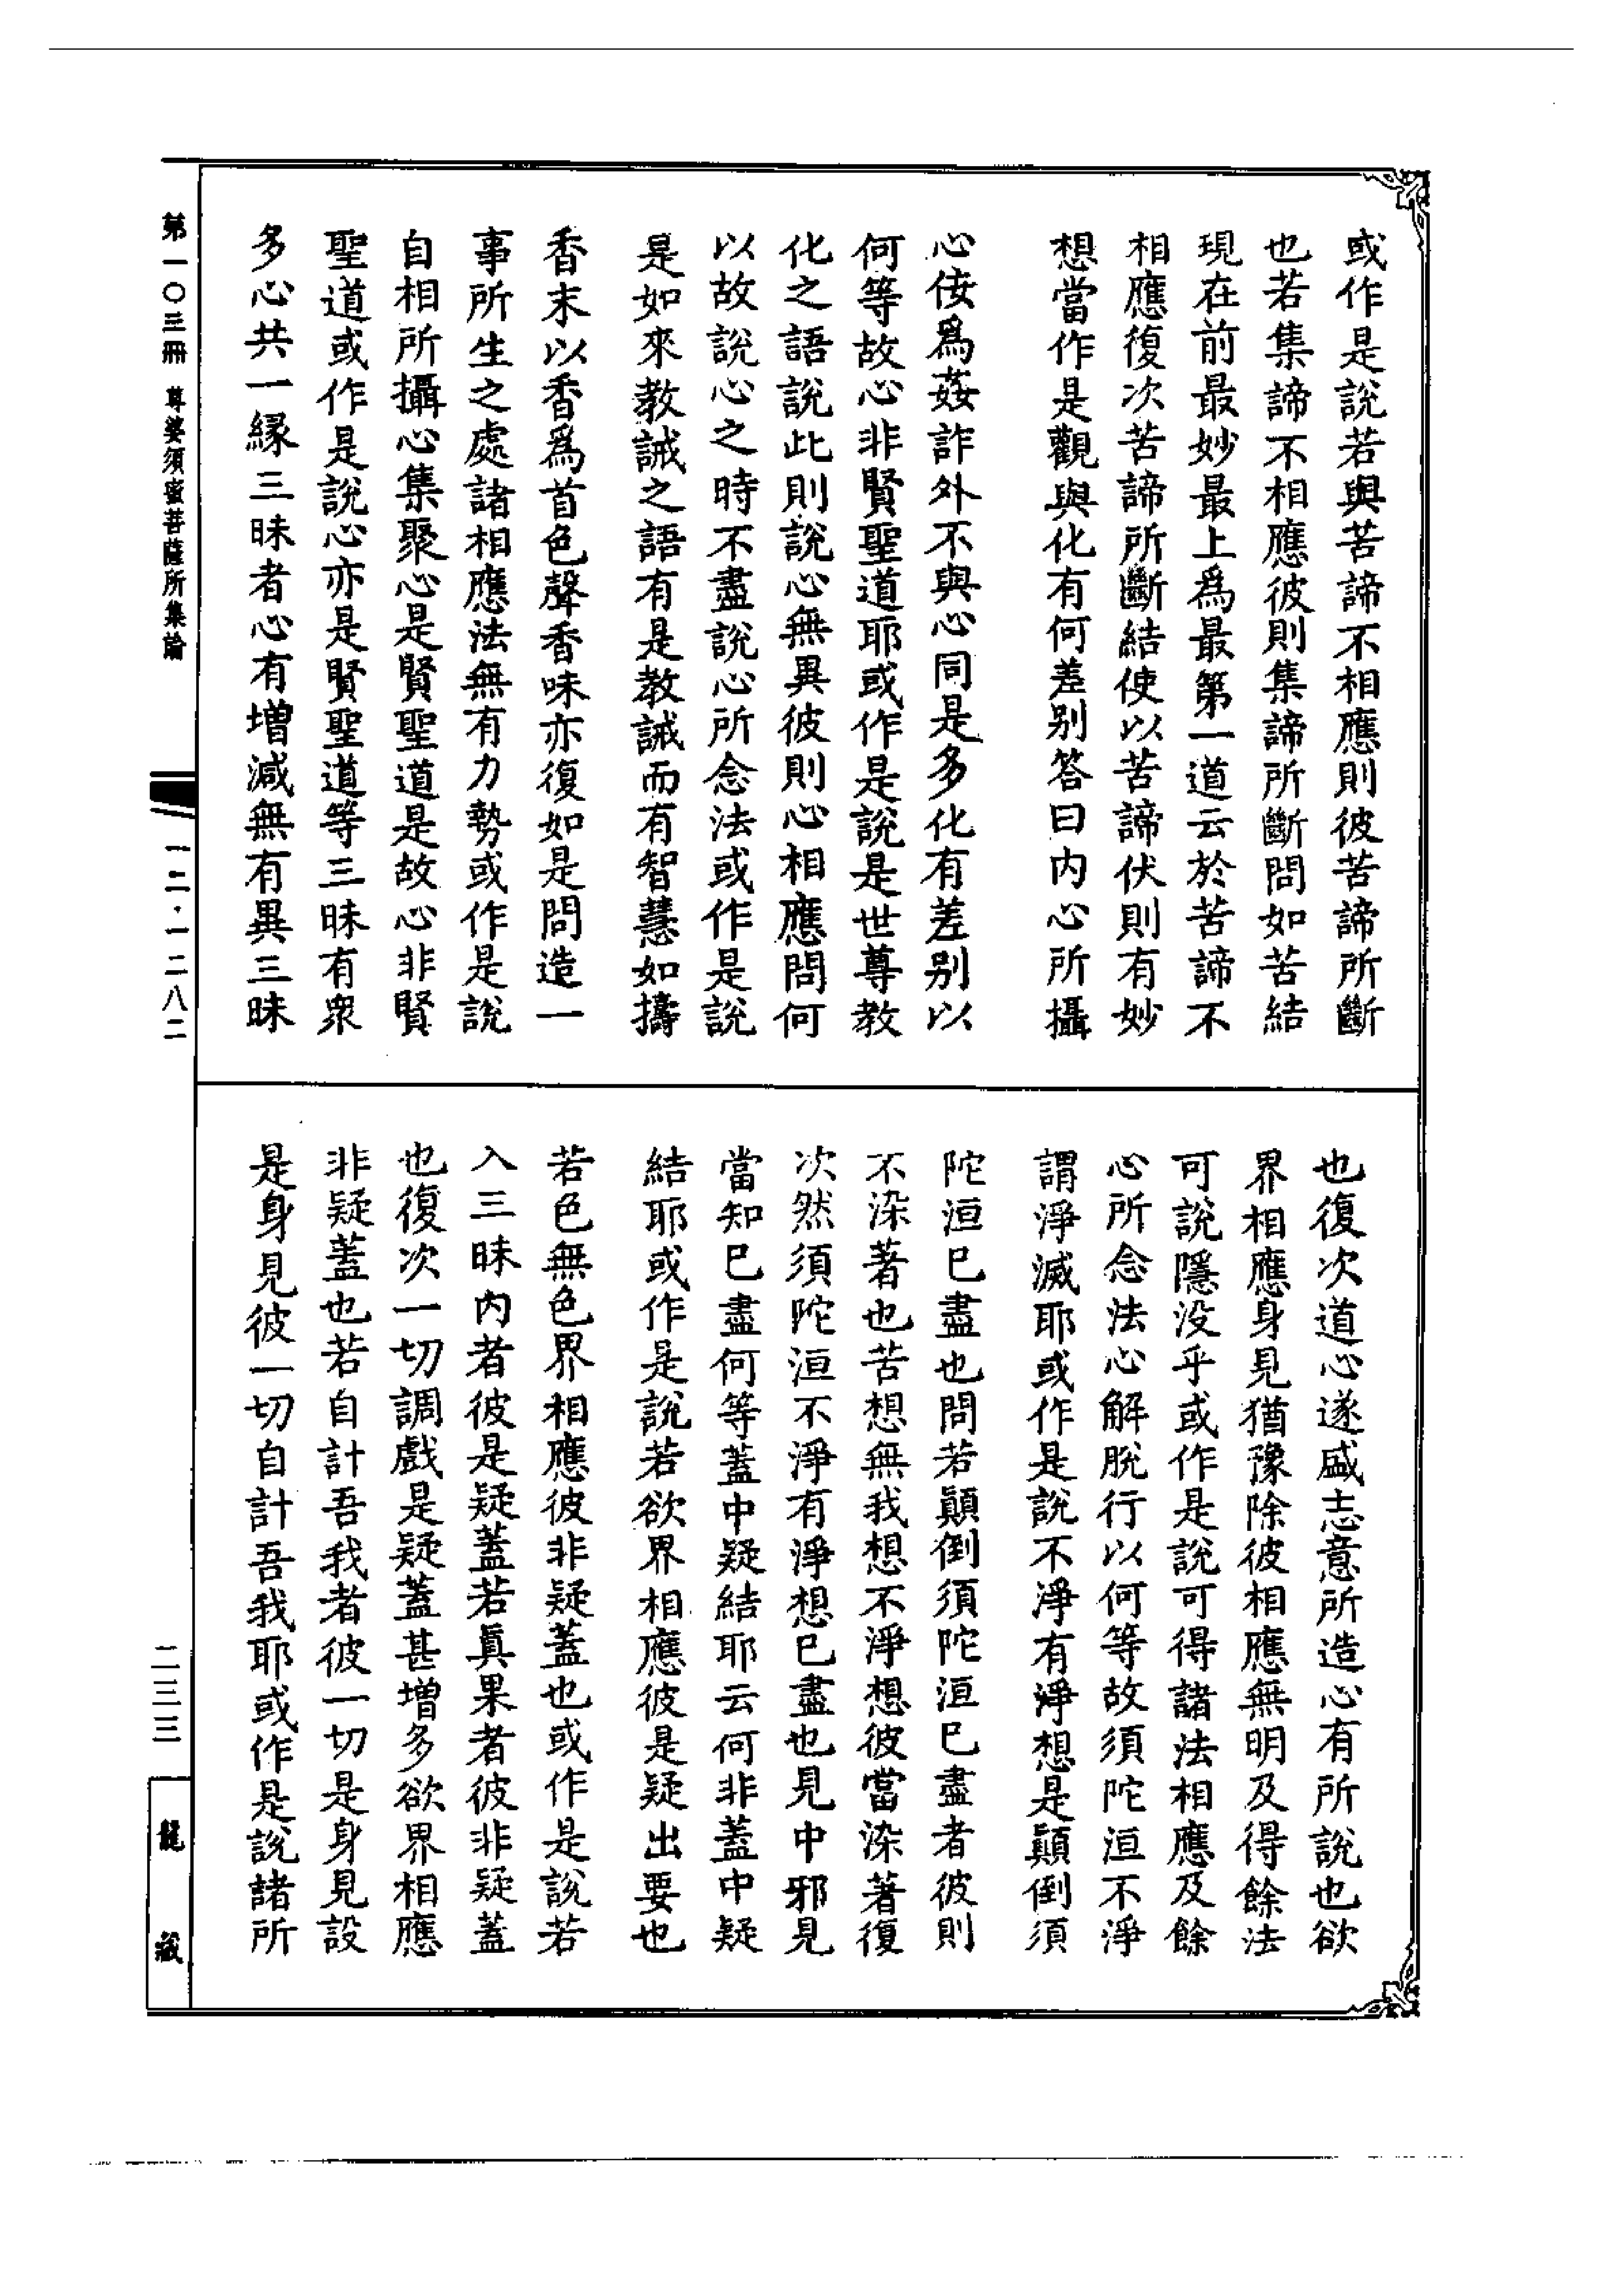 或作是說若與苦諦不相應則彼苦諦所斷
也若集諦不相應彼則集諦所斷問如苦結
現在前最妙最上爲最第一道云於苦諦不
相應復次苦諦所斷結使以苦諦伏則有妙
想當作是觀與化有何差别答曰内心所攝
心侒爲姦詐外不與心同是多化有差别以
何等故心非賢聖道耶或作是說是世尊教
化之語說此則說心無異彼則心相應問何
以故說心之時不盡說心所念法或作是說
是如來教誡之語有是教誡而有智慧如擣
香末以香爲首色聲香味亦復如是問造一
事所生之處諸相應法無有力勢或作是說
自相所攝心集聚心是賢聖道是故心非賢
聖道或作是說心亦是賢聖道等三昧有衆
多心共一緣三昧者心有增減無有異三昧
也復次道心遂盛志意所造心有所說也欲
界相應身見猶豫除彼相應無明及得餘法
可說隱没乎或作是說可得諸法相應及餘
心所念法心解脫行以何等故須陀洹不淨
謂淨滅耶或作是說不淨有淨想是顛倒須
陀洹已盡也問若顛倒須陀洹已盡者彼則
不染著也苦想無我想不淨想彼當染著復
次然須陀洹不淨有淨想已盡也見中邪見
當知已盡何等蓋中疑結耶云何非蓋中疑
結耶或作是說若欲界相應彼是疑出要也
若色無色界相應彼非疑蓋也或作是說若
入三昧内者彼是疑蓋若真果者彼非疑蓋
也復次一切調戲是疑蓋甚增多欲界相應
非疑蓋也若自計吾我者彼一切是身見設
是身見彼一切自計吾我耶或作是說諸所
第一〇三冊 尊婆須蜜菩薩所集論
一二·一二八二
二三三
龍藏